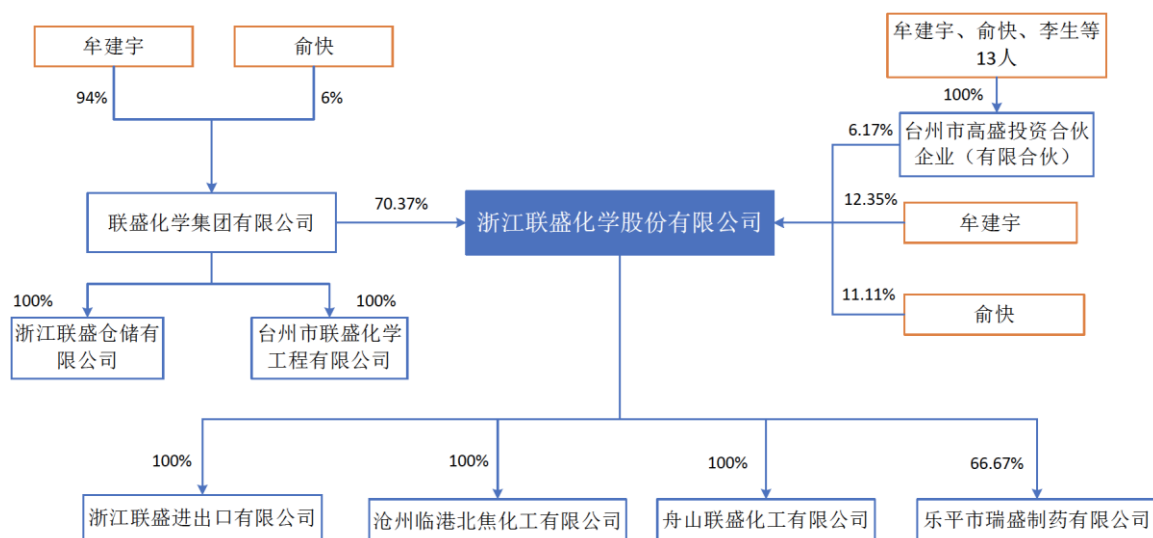 牟建宇
俞快
牟建宇、俞快、李生等
13人
94%
6%
100%
6.17%
台州市高盛投资合伙
企业（有限合伙）
联盛化学集团有限公司
70.37%
浙江联盛化学股份有限公司
12.35%
牟建宇
100%
100%
11.11%
俞快
浙江联盛仓储有
限公司
台州市联盛化学
工程有限公司
100%
100%
100%
66.67%
浙江联盛进出口有限公司
沧州临港北焦化工有限公司
舟山联盛化工有限公司
乐平市瑞盛制药有限公司